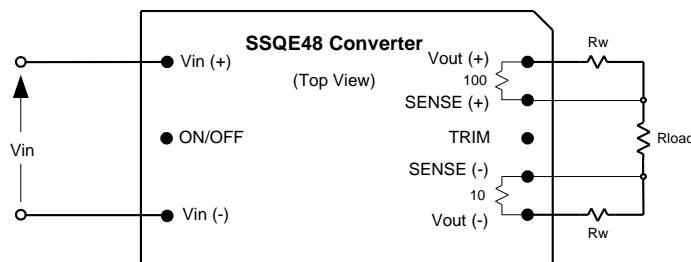 SSQE48 Converter
(Top View)
Vin (+)
Vout (+)
Rw
100
SENSE (+)
Vin
ON/OFF
TRIM
Rload
SENSE (-)
10
Vin (-)
Vout (-)
Rw